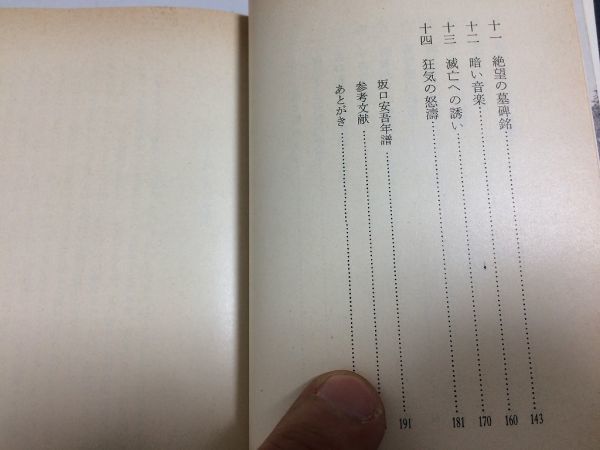 十一　絶望の墓碑銘……143
十二　暗い音楽……160
十三　滅亡への誘い……170
十四　狂気の怒濤……181
坂口安吾年譜……191
参考文献……
あとがき……